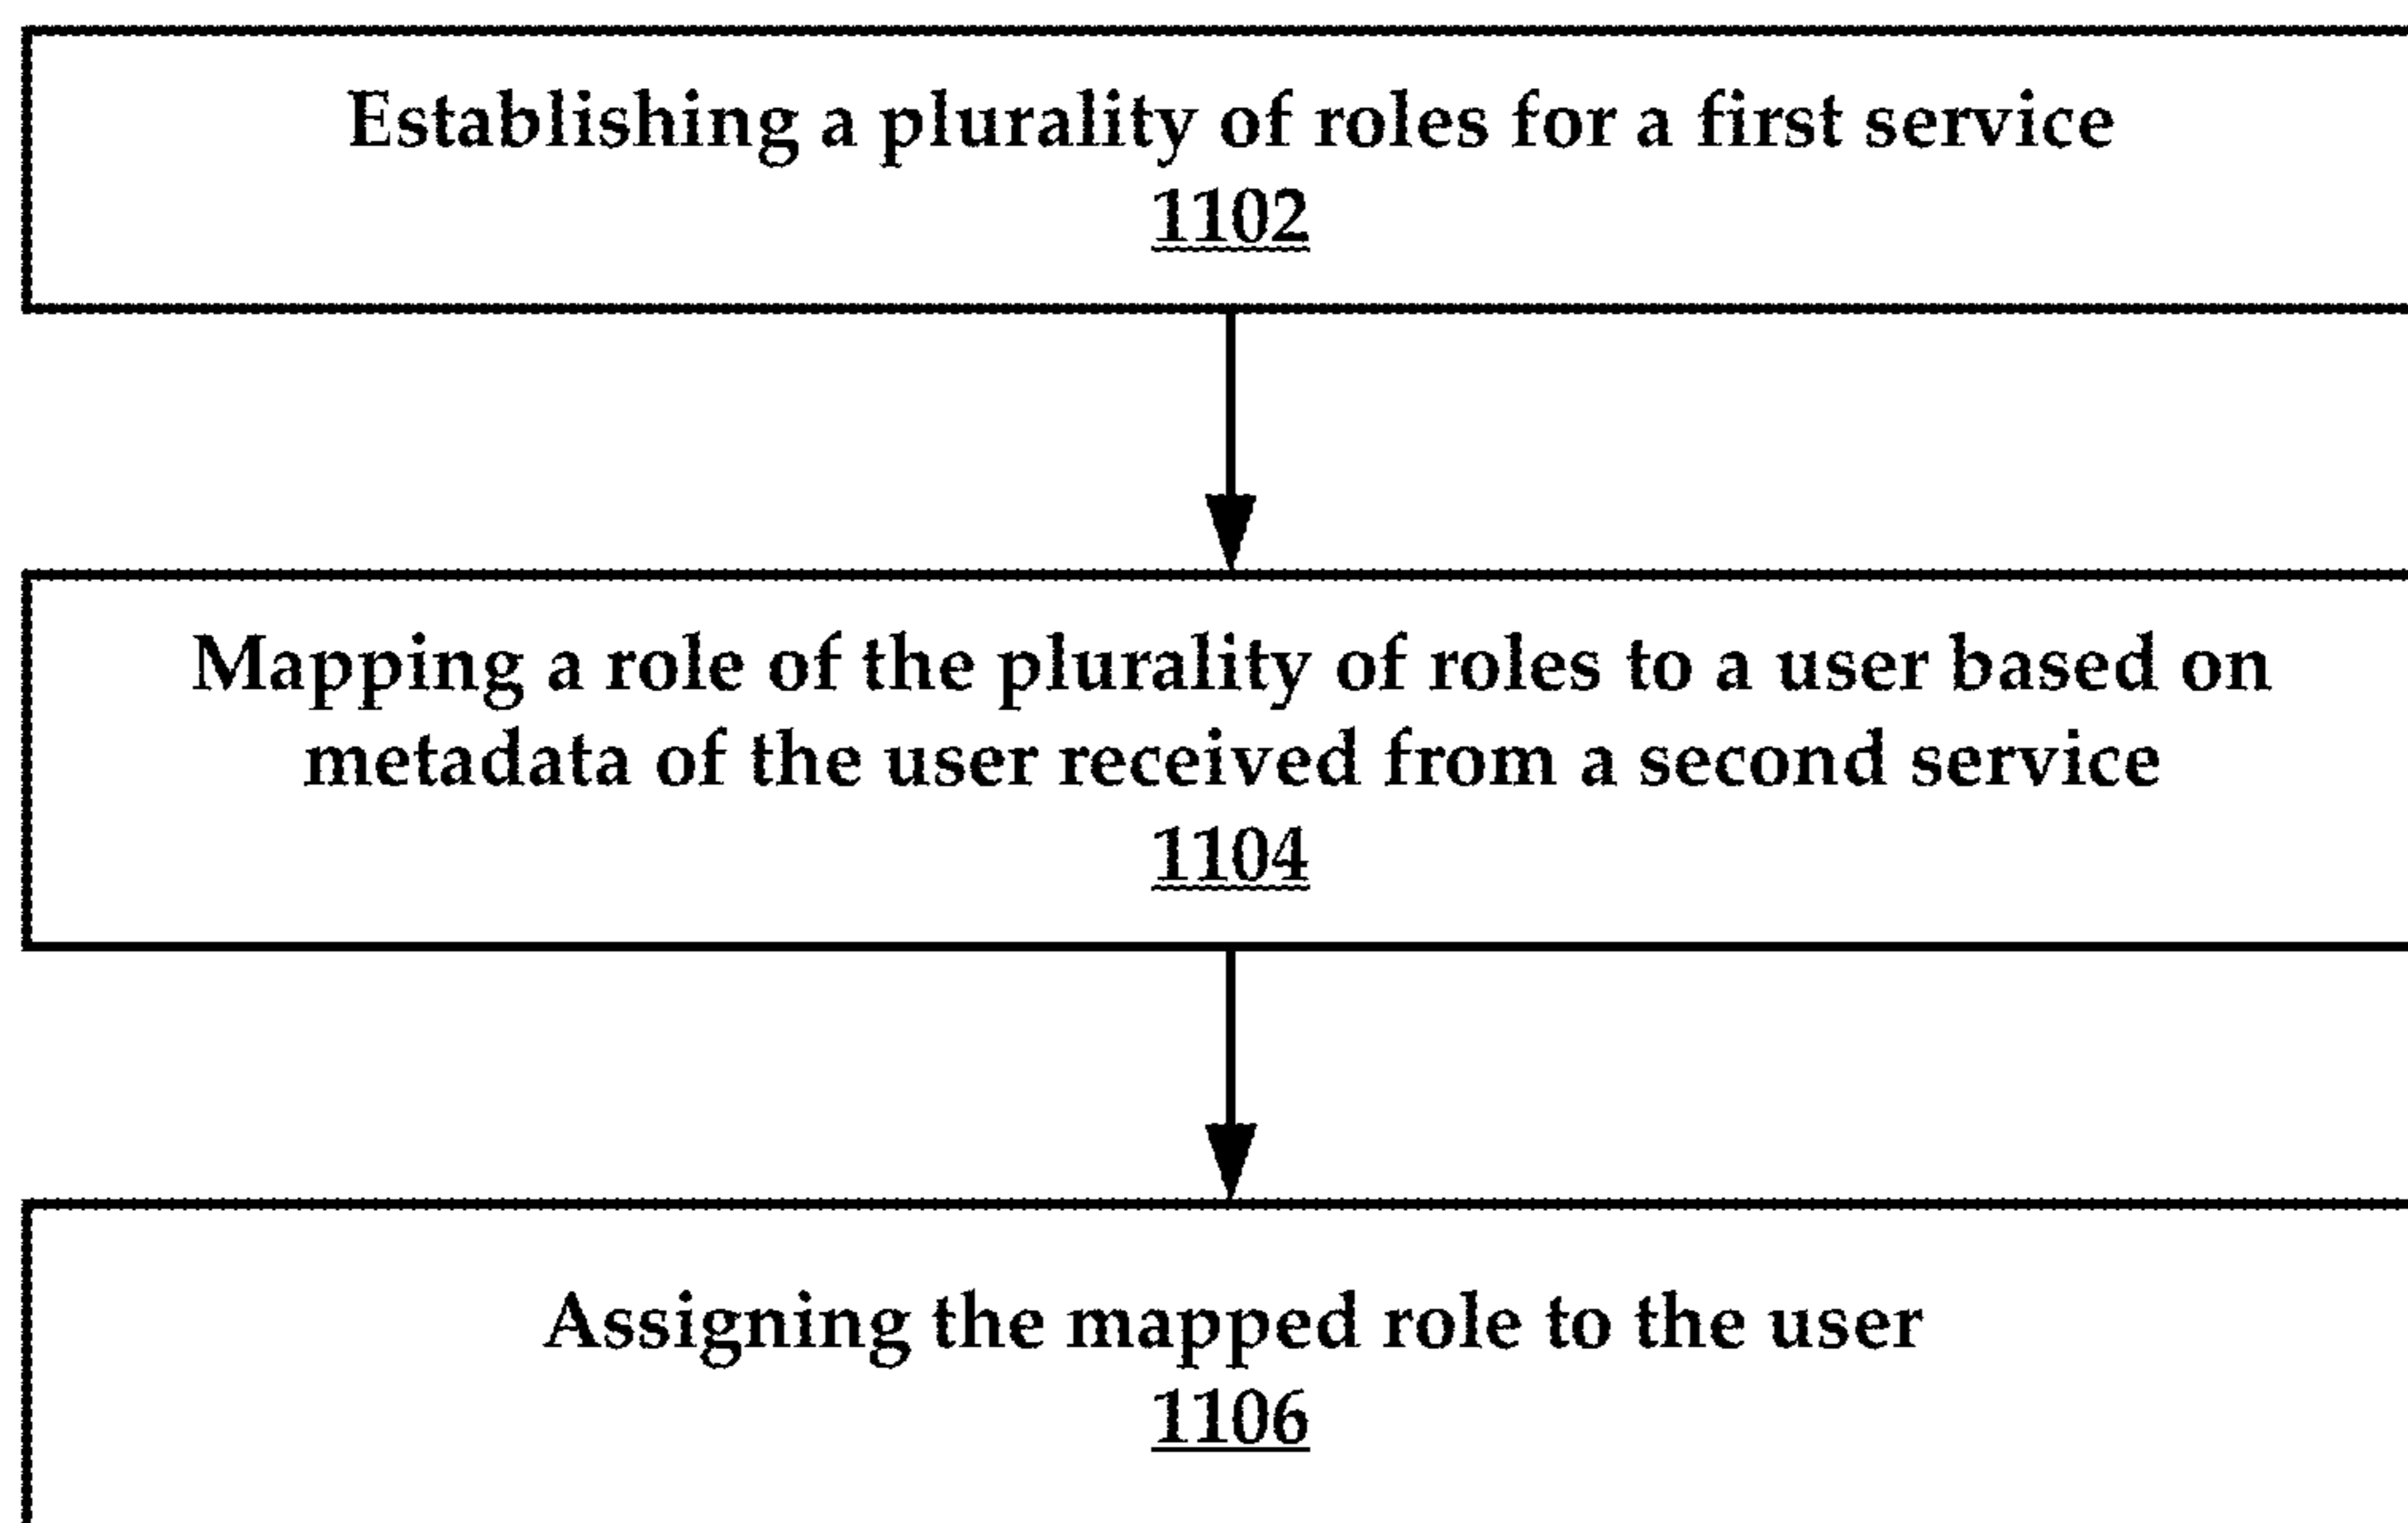 Establishing a plurality of roles for a first service
1102
Mapping a role of the plurality of roles to a user based on
metadata of the user received from a second service
1104
Assigning the mapped role to the user
1106